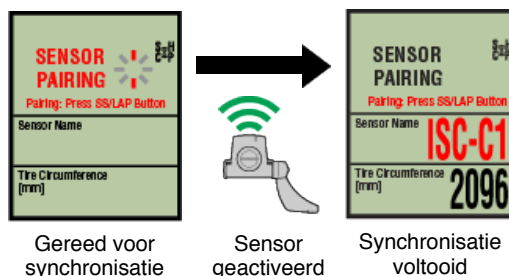 SENSOR
PAIRING
Pairing: Press SS/LAP Button
Sensor Name
Tire Circumference
[mm]
Gereed voor
synchronisatie
Sensor
geactiveerd
SENSOR
PAIRING
Pairing: Press SS/LAP Button
Sensor Name
ISC-C1
Tire Circumference
[mm]
2096
Synchronisatie
voltooid